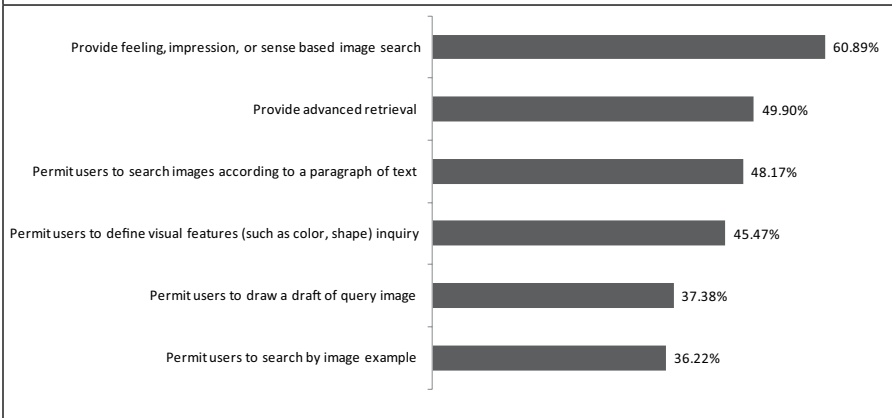 Provide feeling, impression, or sense based image search 60.89%
Provide advanced retrieval 49.90%
Permit users to search images according to a paragraph of text 48.17%
Permit users to define visual features (such as color, shape) inquiry 45.47%
Permit users to draw a draft of query image 37.38%
Permit users to search by image example 36.22%